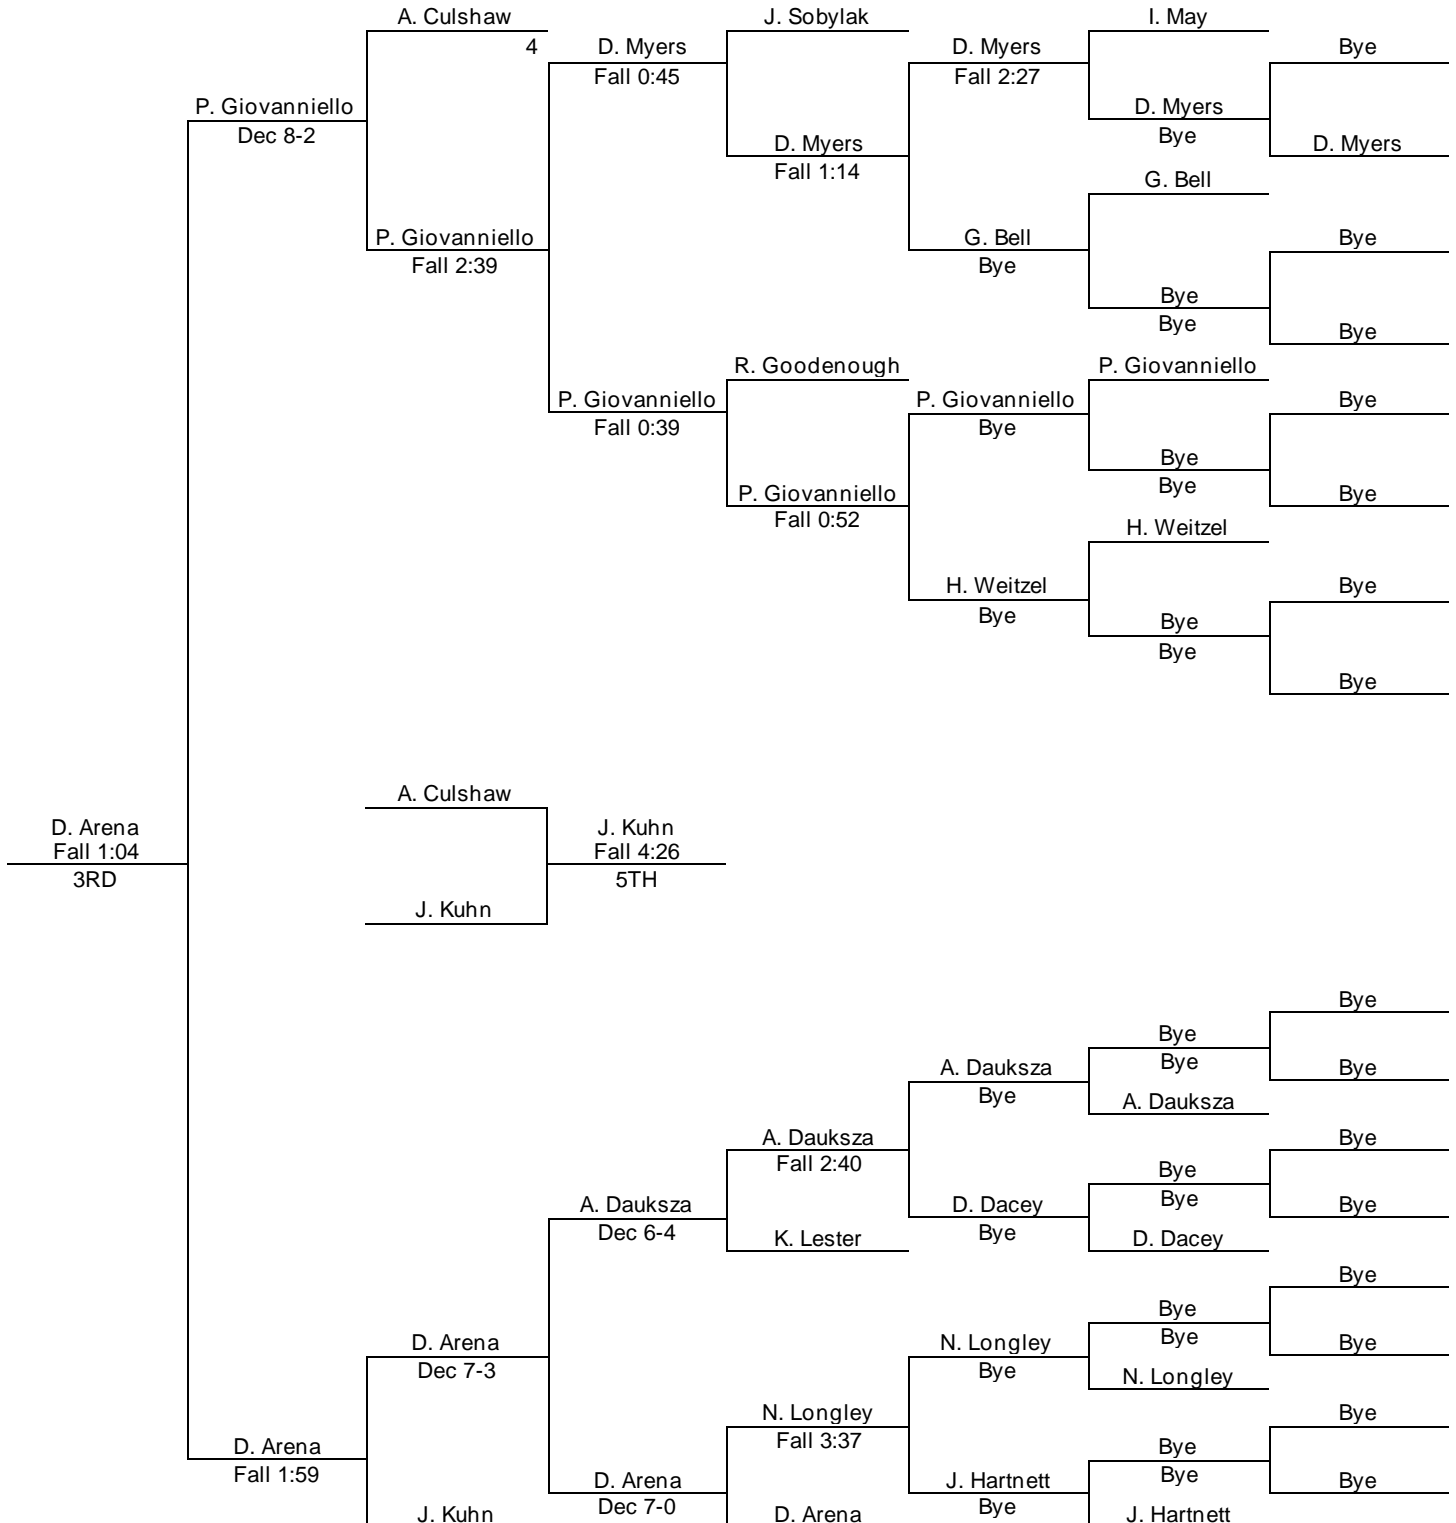 A. Culshaw
J. Sobylak
I. May
4
D. Myers
D. Myers
Bye
Fall 0:45
Fall 2:27
P. Giovanniello
D. Myers
Dec 8-2
Bye
D. Myers
D. Myers
Fall 1:14
G. Bell
P. Giovanniello
G. Bell
Bye
Fall 2:39
Bye
Bye
Bye
Bye
R. Goodenough
P. Giovanniello
P. Giovanniello
P. Giovanniello
Bye
Fall 0:39
Bye
Bye
Bye
P. Giovanniello
Bye
Fall 0:52
H. Weitzel
H. Weitzel
Bye
Bye
Bye
Bye
Bye
A. Culshaw
D. Arena
J. Kuhn
Fall 1:04
Fall 4:26
3RD
5TH
J. Kuhn
Bye
Bye
A. Dauksza
Bye
Bye
Bye
A. Dauksza
A. Dauksza
Bye
Fall 2:40
Bye
A. Dauksza
D. Dacey
Bye
Bye
Dec 6-4
K. Lester
Bye
D. Dacey
Bye
Bye
D. Arena
N. Longley
Bye
Bye
Dec 7-3
Bye
N. Longley
N. Longley
Bye
Fall 3:37
D. Arena
Bye
Fall 1:59
D. Arena
J. Hartnett
Bye
Bye
J. Kuhn
Dec 7-0
D. Arena
Bye
J. Hartnett